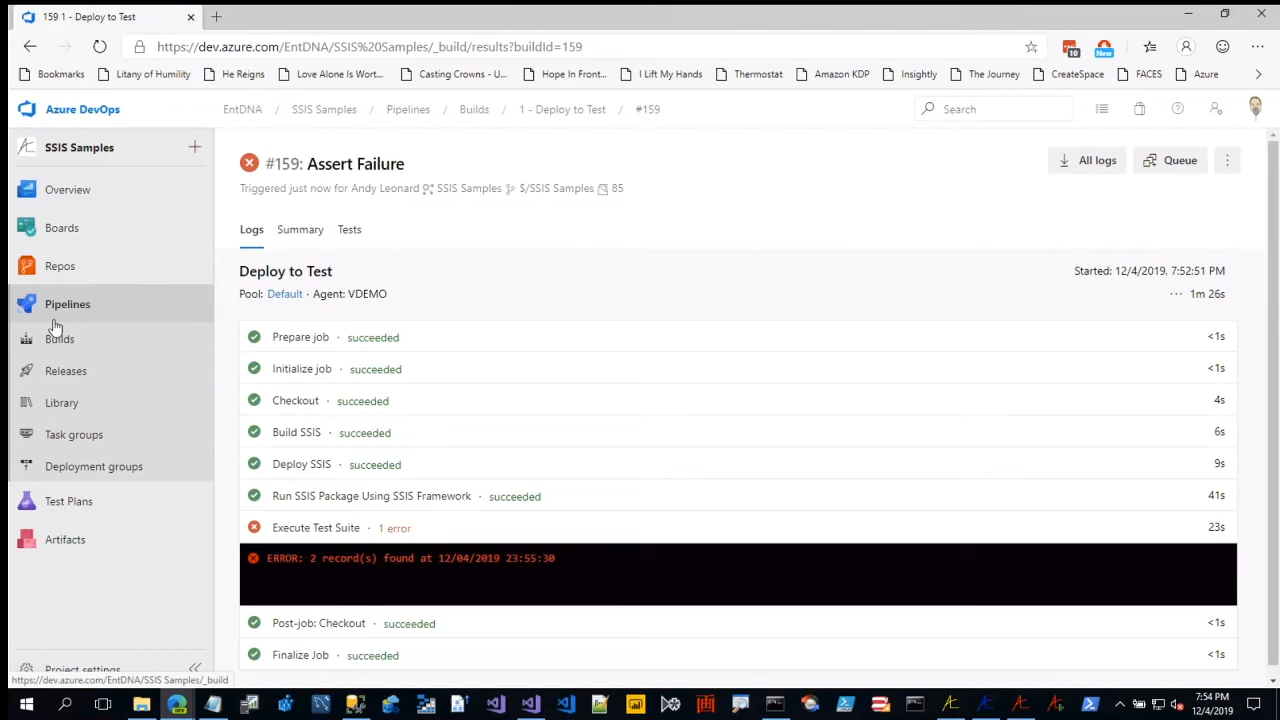 159 1 - Deploy to Test
https://dev.azure.com/EntDNA/SSIS%20Samples/_build/results?buildId=159
10
New
Bookmarks Litany of Humility He Reigns Love Alone Is Wort... Casting Crowns - U... Hope In Front... I Lift My Hands Thermostat Amazon KDP Insightly The Journey CreateSpace FACES Azure
Azure DevOps EntDNA / SSIS Samples / Pipelines / Builds / 1 - Deploy to Test / #159 Search
SSIS Samples
Overview
Boards
Repos
Pipelines
Builds
Releases
Library
Task groups
Deployment groups
Test Plans
Artifacts
Project settings
https://dev.azure.com/EntDNA/SSIS Samples/_build
#159: Assert Failure
All logs Queue
Triggered just now for Andy Leonard SSIS Samples $/SSIS Samples 85
Logs Summary Tests
Deploy to Test Started: 12/4/2019, 7:52:51 PM
Pool: Default · Agent: VDEMO ··· 1m 26s
Prepare job · succeeded <1s
Initialize job · succeeded <1s
Checkout · succeeded 4s
Build SSIS · succeeded 6s
Deploy SSIS · succeeded 9s
Run SSIS Package Using SSIS Framework · succeeded 41s
Execute Test Suite · 1 error 23s
ERROR: 2 record(s) found at 12/04/2019 23:55:30
Post-job: Checkout · succeeded <1s
Finalize Job · succeeded <1s
7:54 PM
12/4/2019